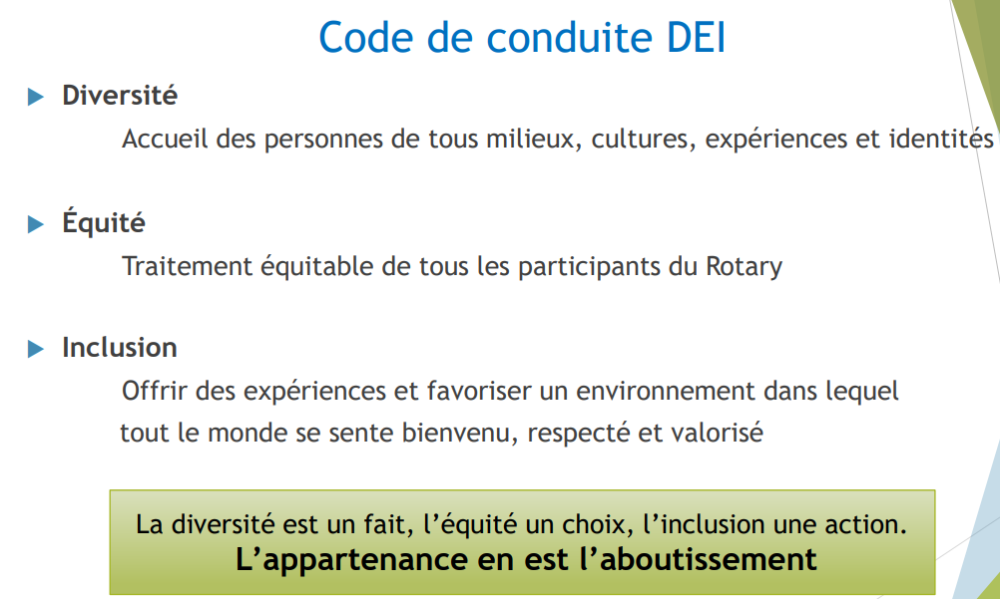 Code de conduite DEI
Diversité
Accueil des personnes de tous milieux, cultures, expériences et identités
Équité
Traitement équitable de tous les participants du Rotary
Inclusion
Offrir des expériences et favoriser un environnement dans lequel
tout le monde se sente bienvenu, respecté et valorisé
La diversité est un fait, l’équité un choix, l’inclusion une action.
L’appartenance en est l’aboutissement